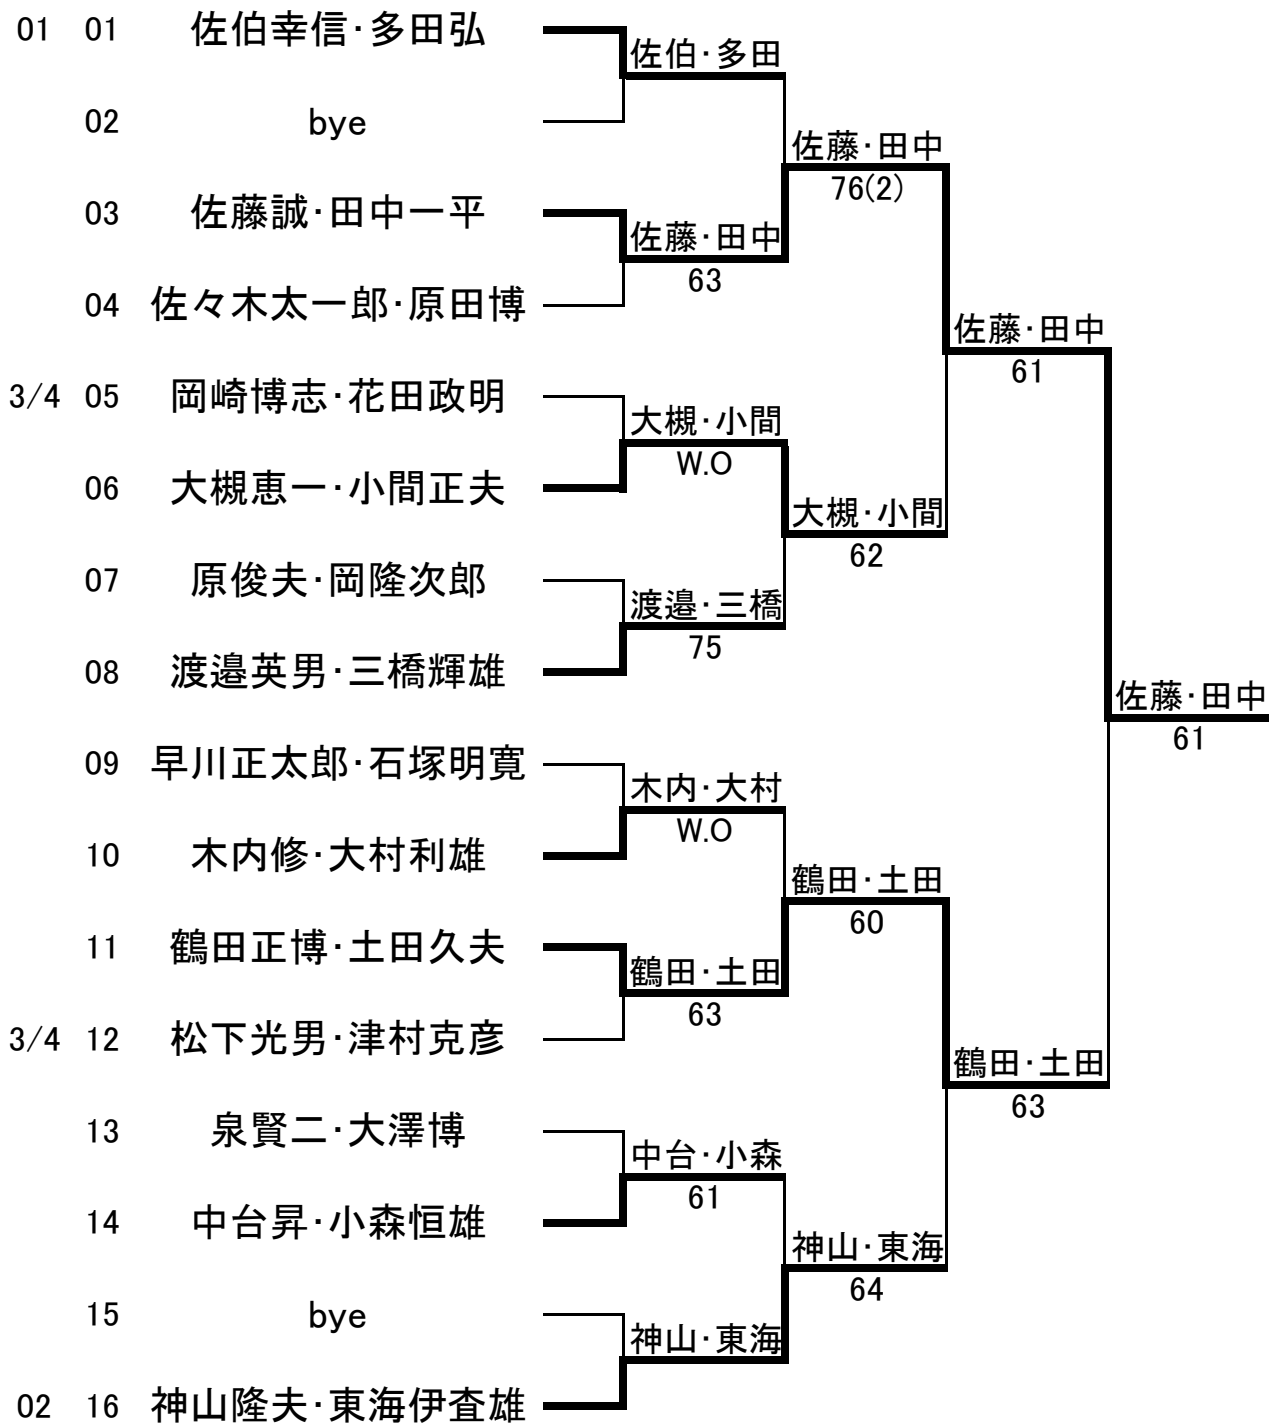 01 01 佐伯幸信・多田弘
佐伯・多田
02 bye
佐藤・田中
76(2)
03 佐藤誠・田中一平
佐藤・田中
63
04 佐々木太一郎・原田博
佐藤・田中
61
3/4 05 岡崎博志・花田政明
大槻・小間
W.O
06 大槻恵一・小間正夫
大槻・小間
62
07 原俊夫・岡隆次郎
渡邉・三橋
75
08 渡邉英男・三橋輝雄
佐藤・田中
61
09 早川正太郎・石塚明寛
木内・大村
W.O
10 木内修・大村利雄
鶴田・土田
60
11 鶴田正博・土田久夫
鶴田・土田
63
3/4 12 松下光男・津村克彦
鶴田・土田
63
13 泉賢二・大澤博
中台・小森
61
14 中台昇・小森恒雄
神山・東海
64
15 bye
神山・東海
02 16 神山隆夫・東海伊査雄